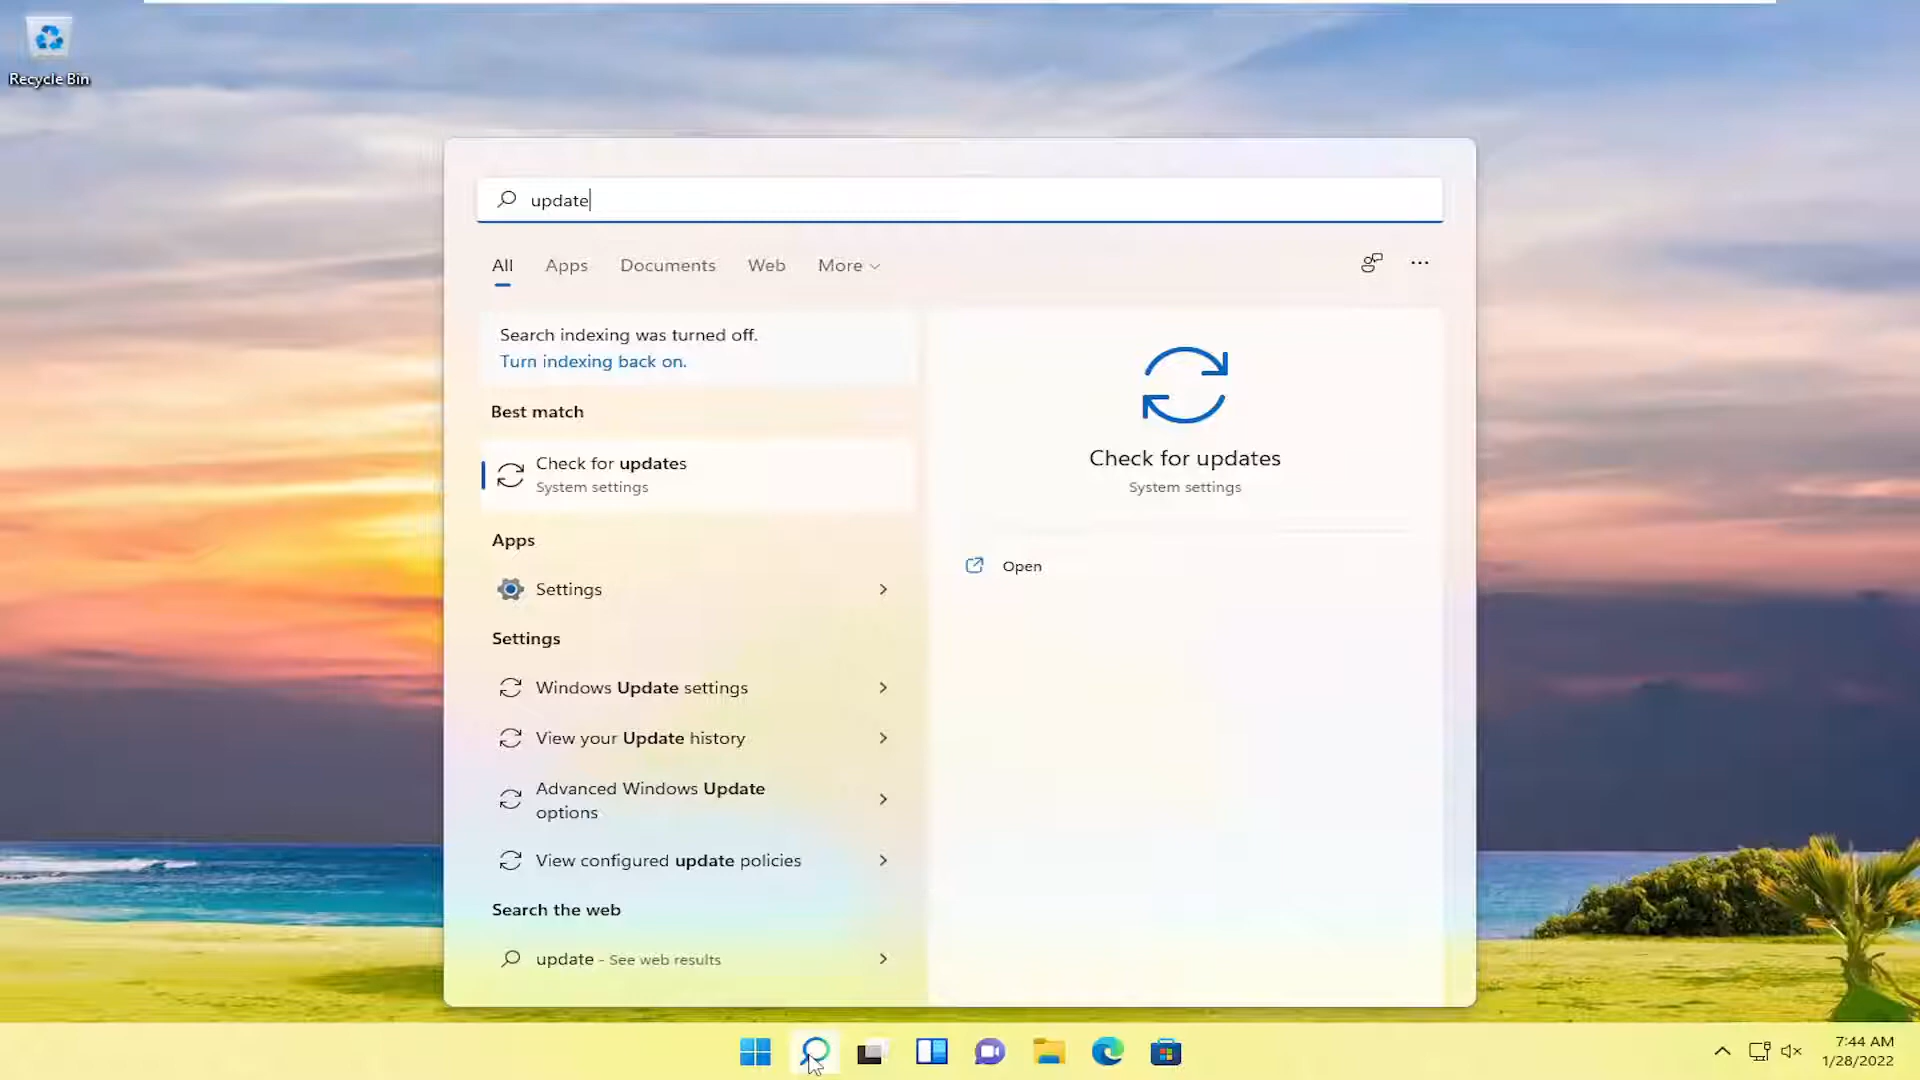 Recycle Bin
update
All Apps Documents Web More
Search indexing was turned off.
Turn indexing back on.
Best match
Check for updates
System settings
Apps
Settings
Settings
Windows Update settings
View your Update history
Advanced Windows Update
options
View configured update policies
Search the web
update - See web results
Check for updates
System settings
Open
7:44 AM
1/28/2022